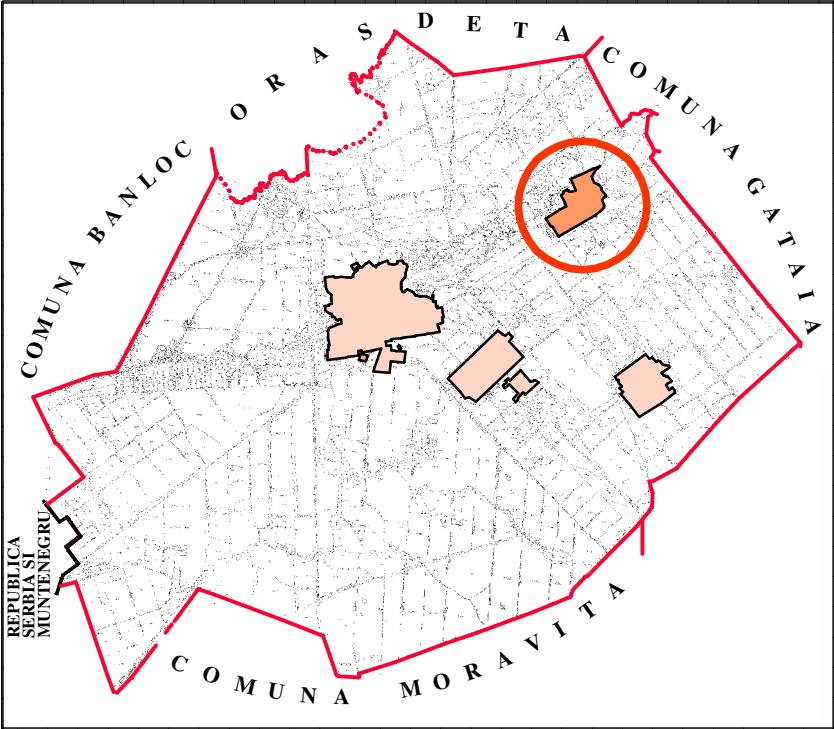 ORAS DETA
COMUNA GATAIA
COMUNA BANLOC
REPUBLICA
SERBIA SI
MUNTENEGRU
COMUNA MORAVITA